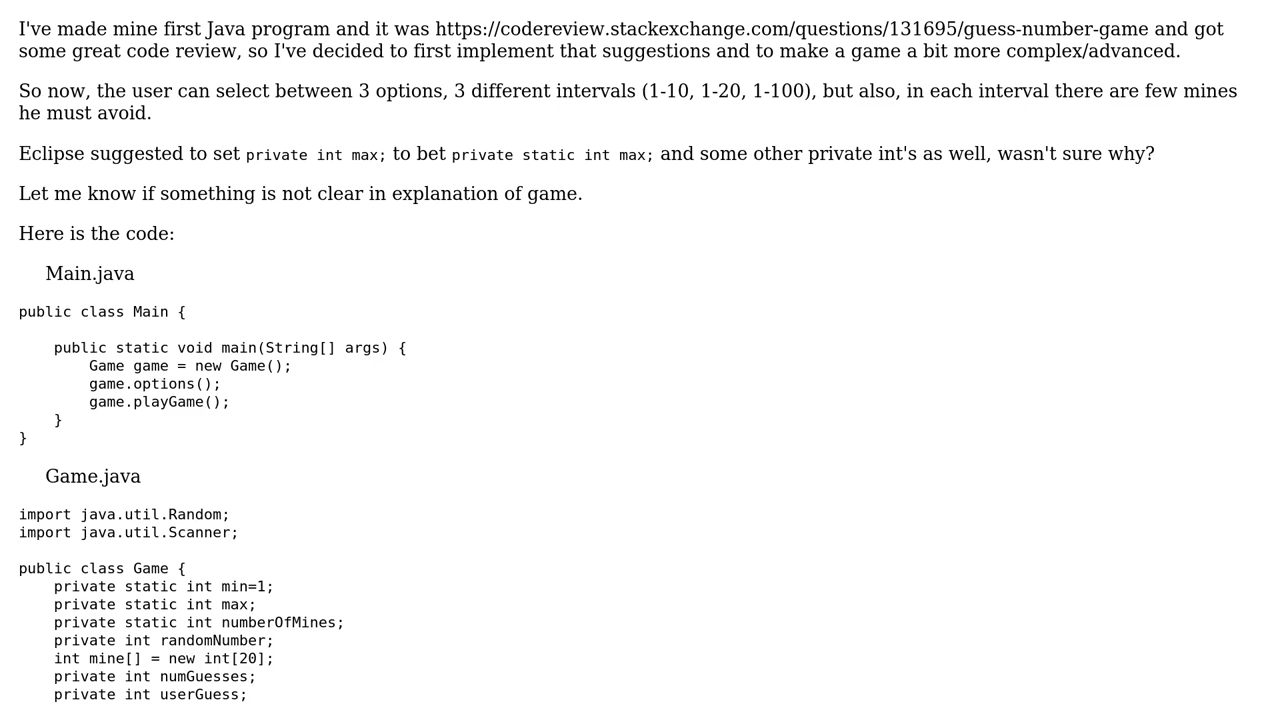 I've made mine first Java program and it was https://codereview.stackexchange.com/questions/131695/guess-number-game and got
some great code review, so I've decided to first implement that suggestions and to make a game a bit more complex/advanced.
So now, the user can select between 3 options, 3 different intervals (1-10, 1-20, 1-100), but also, in each interval there are few mines
he must avoid.
Eclipse suggested to set private int max; to bet private static int max; and some other private int's as well, wasn't sure why?
Let me know if something is not clear in explanation of game.
Here is the code:
Main.java
public class Main {
    public static void main(String[] args) {
        Game game = new Game();
        game.options();
        game.playGame();
    }
}
Game.java
import java.util.Random;
import java.util.Scanner;
public class Game {
    private static int min=1;
    private static int max;
    private static int numberOfMines;
    private int randomNumber;
    int mine[] = new int[20];
    private int numGuesses;
    private int userGuess;